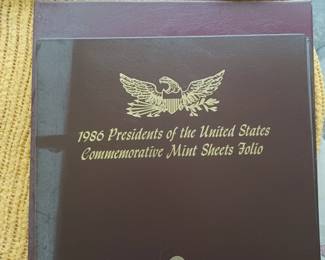 1986 Presidents of the United States
Commemorative Mint Sheets Folio